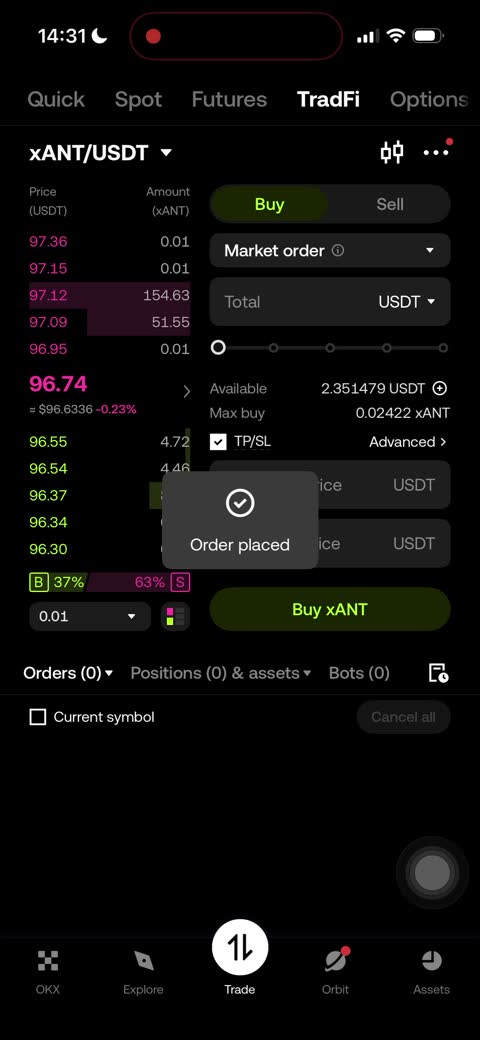 14:31
Quick Spot Futures TradFi Options
xANT/USDT
Price Amount
(USDT) (xANT)
97.36 0.01
97.15 0.01
97.12 154.63
97.09 51.55
96.95 0.01
96.74
≈ $96.6336 -0.23%
96.55 4.72
96.54 4.46
96.37
96.34
96.30
B 37% 63% S
0.01
Buy Sell
Market order
Total USDT
Available 2.351479 USDT
Max buy 0.02422 xANT
TP/SL Advanced
USDT
USDT
Order placed
Buy xANT
Orders (0) Positions (0) & assets Bots (0)
Current symbol Cancel all
OKX Explore Trade Orbit Assets